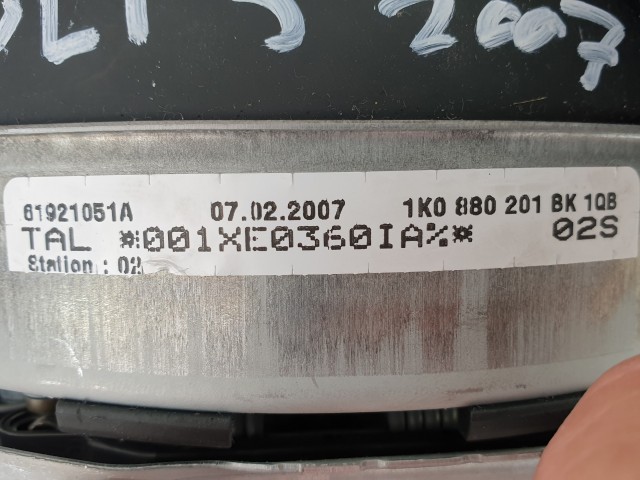 2007
61921051A 07.02.2007 1K0 880 201 BK 1QB
TAL *001XE0360IA%* 02S
Station : 02